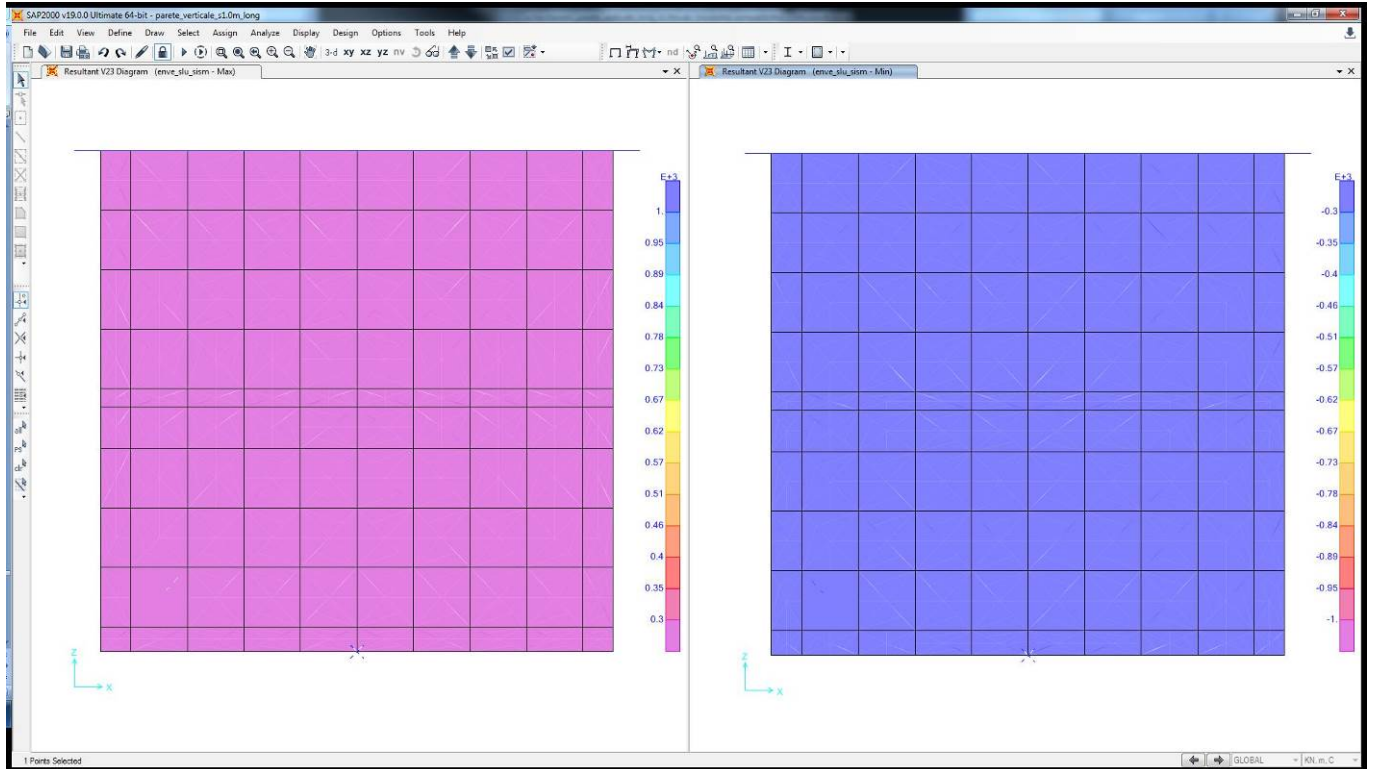 SAP2000 v19.0.0 Ultimate 64-bit - parete_verticale_s1.0m_long
File Edit View Define Draw Select Assign Analyze Display Design Options Tools Help
3-d xy xz yz nv nd
Resultant V23 Diagram (enve_slu_sism - Max)
Resultant V23 Diagram (enve_slu_sism - Min)
E+3
1.
0.95
0.89
0.84
0.78
0.73
0.67
0.62
0.57
0.51
0.46
0.4
0.35
0.3
Z
X
E+3
-0.3
-0.35
-0.4
-0.46
-0.51
-0.57
-0.62
-0.67
-0.73
-0.78
-0.84
-0.89
-0.95
-1.
Z
X
all
ps
clr
1 Points Selected
GLOBAL
KN, m, C